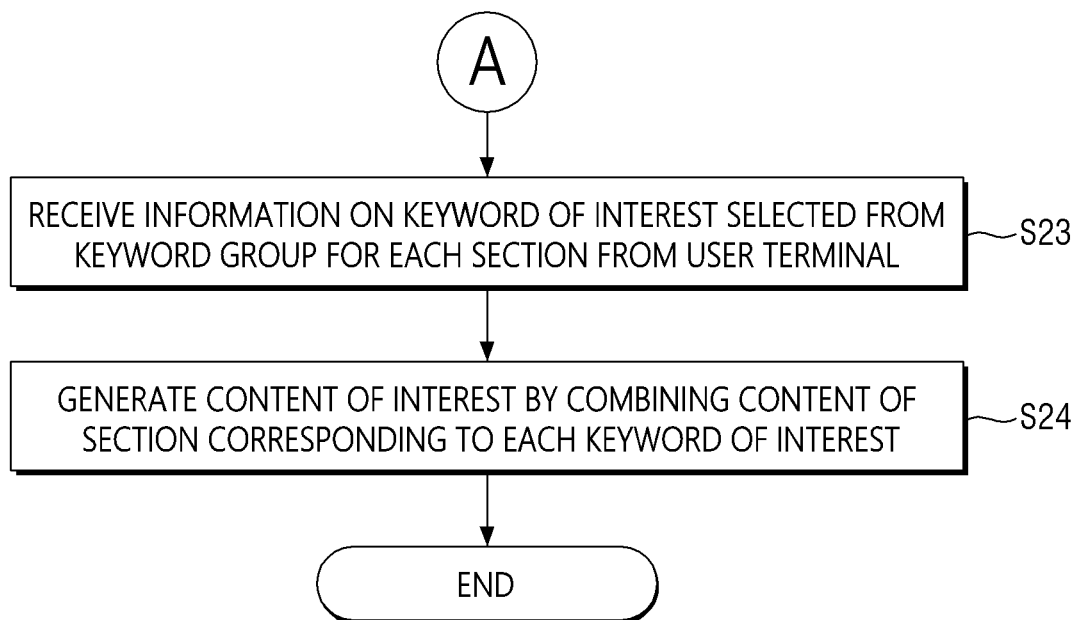 A
RECEIVE INFORMATION ON KEYWORD OF INTEREST SELECTED FROM
KEYWORD GROUP FOR EACH SECTION FROM USER TERMINAL
S23
GENERATE CONTENT OF INTEREST BY COMBINING CONTENT OF
SECTION CORRESPONDING TO EACH KEYWORD OF INTEREST
S24
END